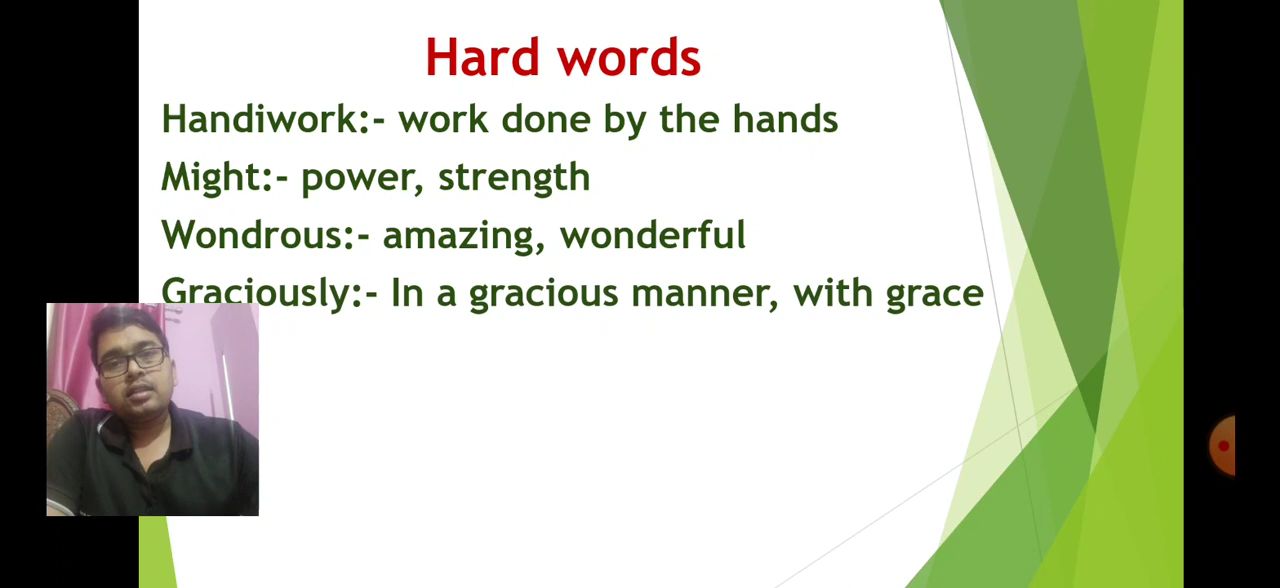 Hard words
Handiwork:- work done by the hands
Might:- power, strength
Wondrous:- amazing, wonderful
Graciously:- In a gracious manner, with grace